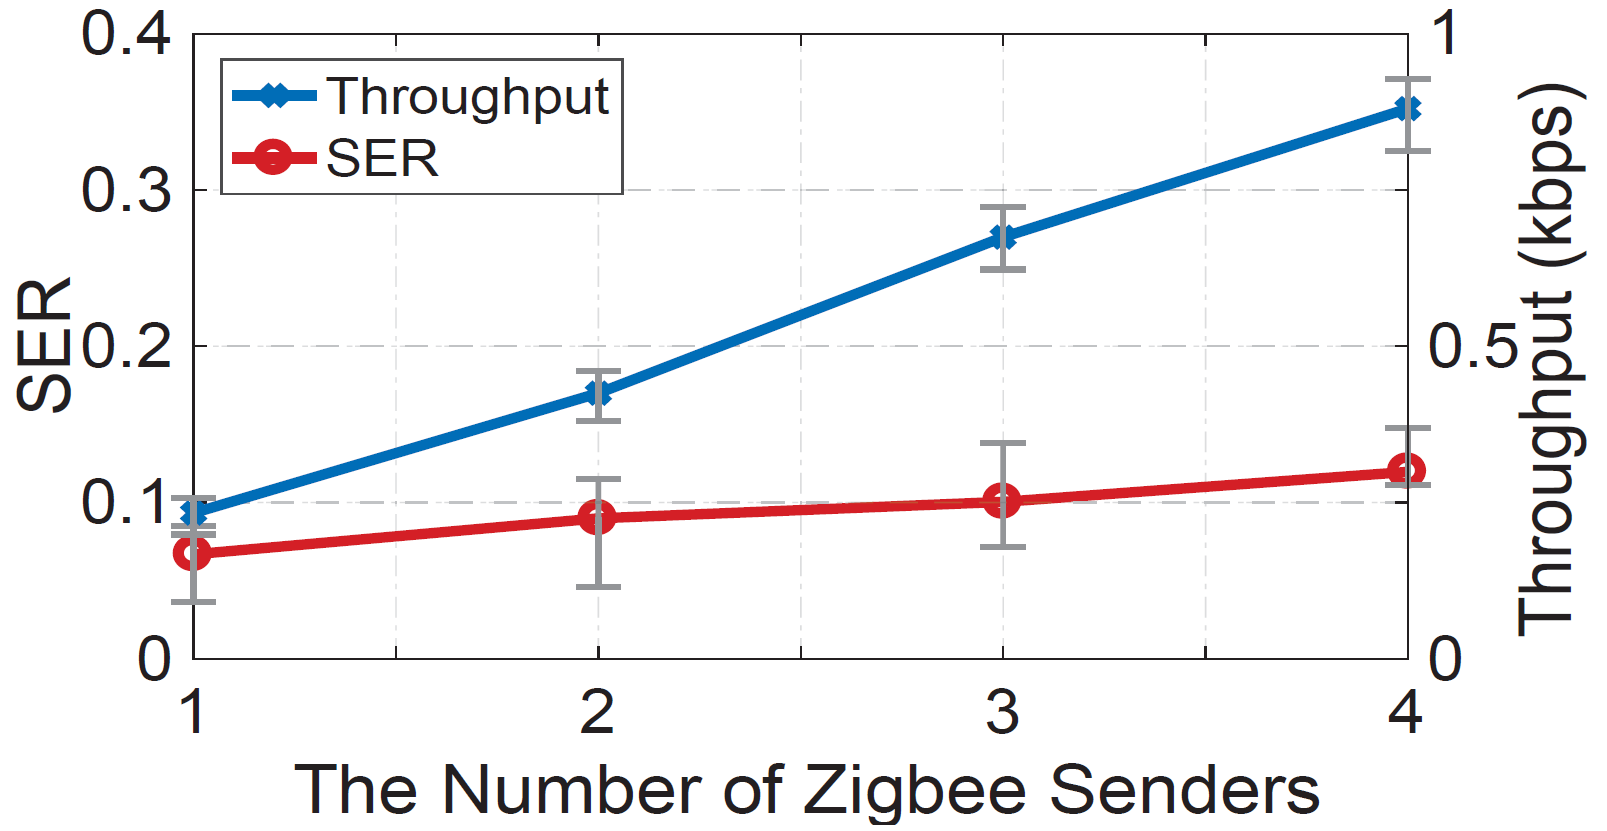 0.4
0.3
0.2
0.1
0
SER
Throughput
SER
1
0.5
0
Throughput (kbps)
1
2
3
4
The Number of Zigbee Senders